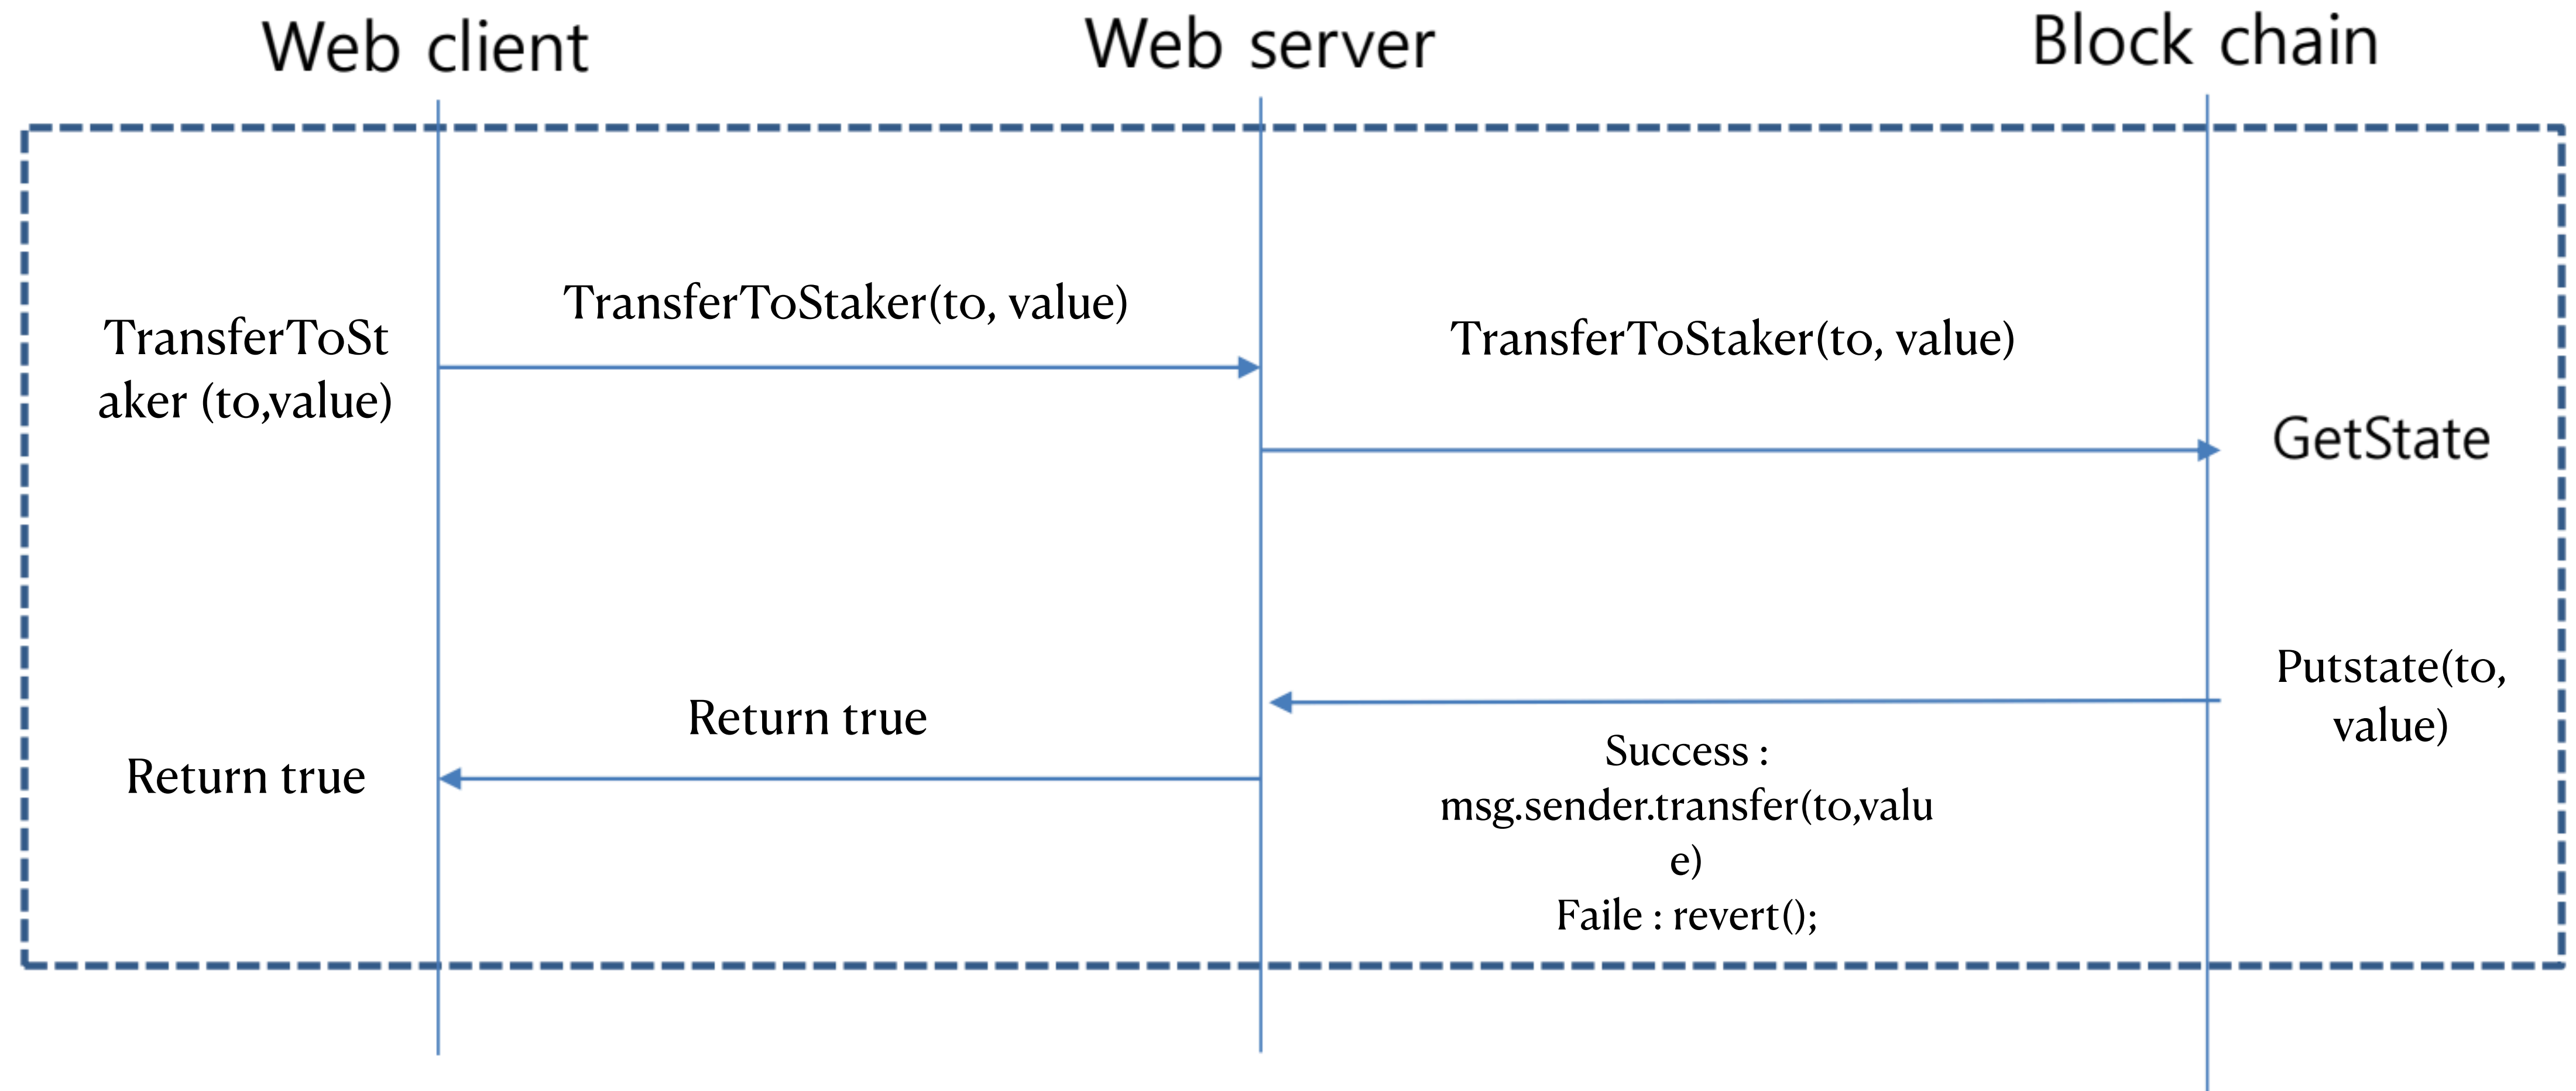 Web client
Web server
Block chain
TransferToStaker(to, value)
TransferToSt
aker (to,value)
TransferToStaker(to, value)
GetState
Putstate(to,
value)
Return true
Return true
Success :
msg.sender.transfer(to,valu
e)
Faile : revert();